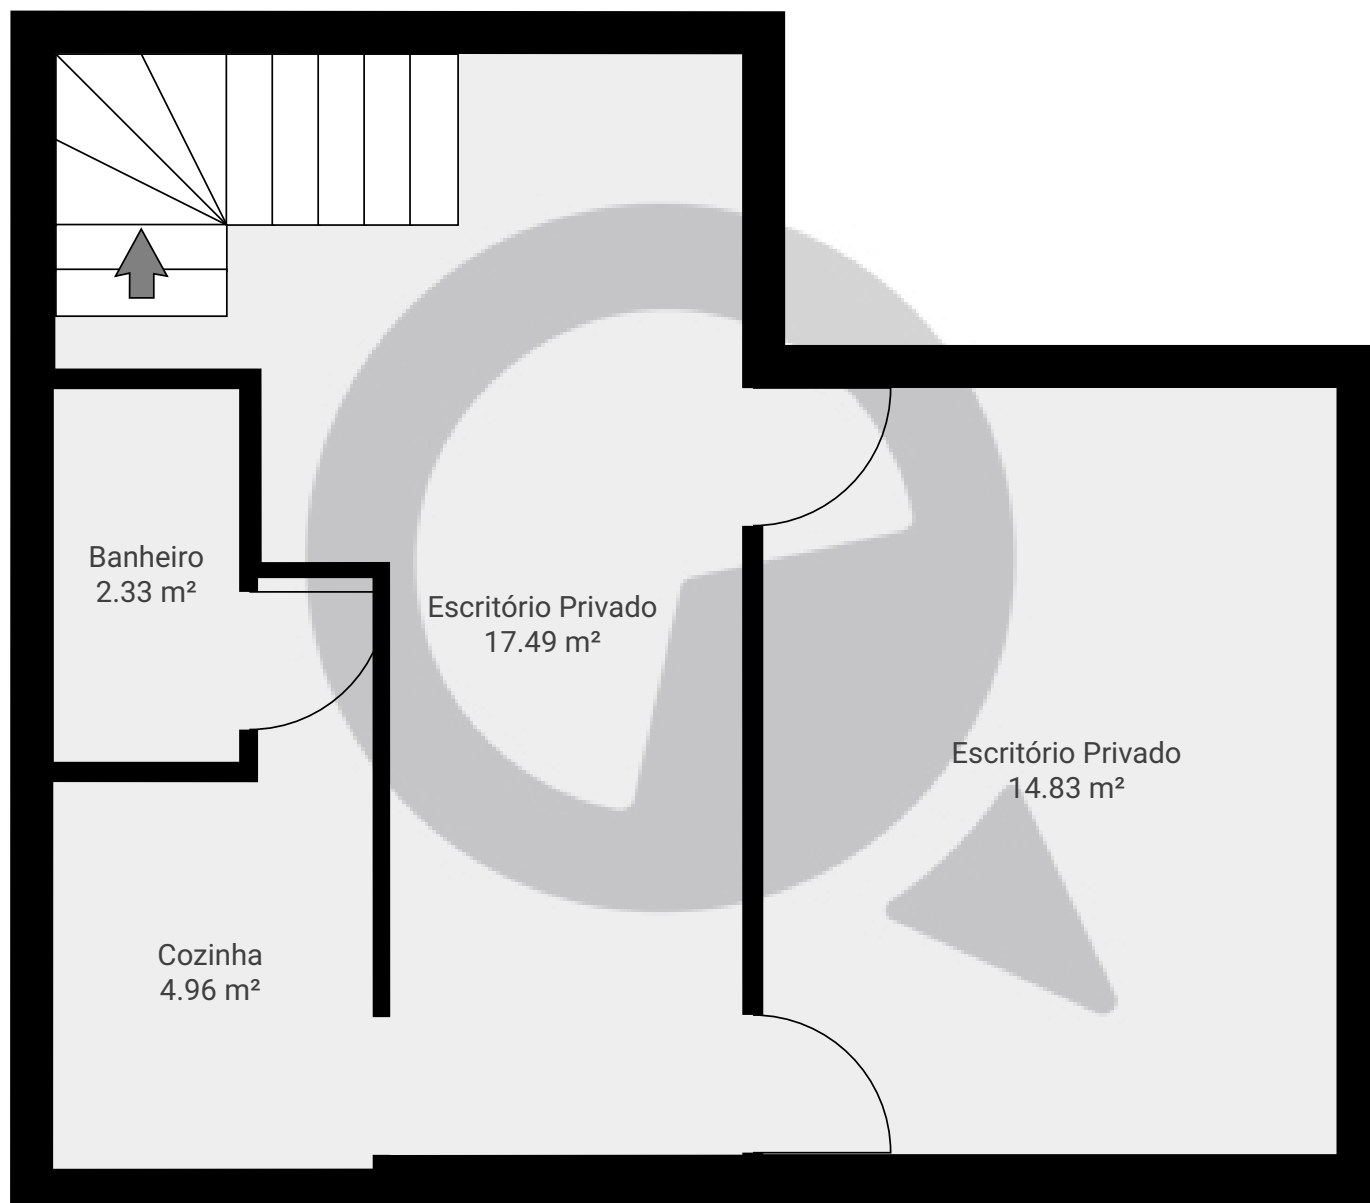 Banheiro
2.33 m²
Escritório Privado
17.49 m²
Escritório Privado
14.83 m²
Cozinha
4.96 m²